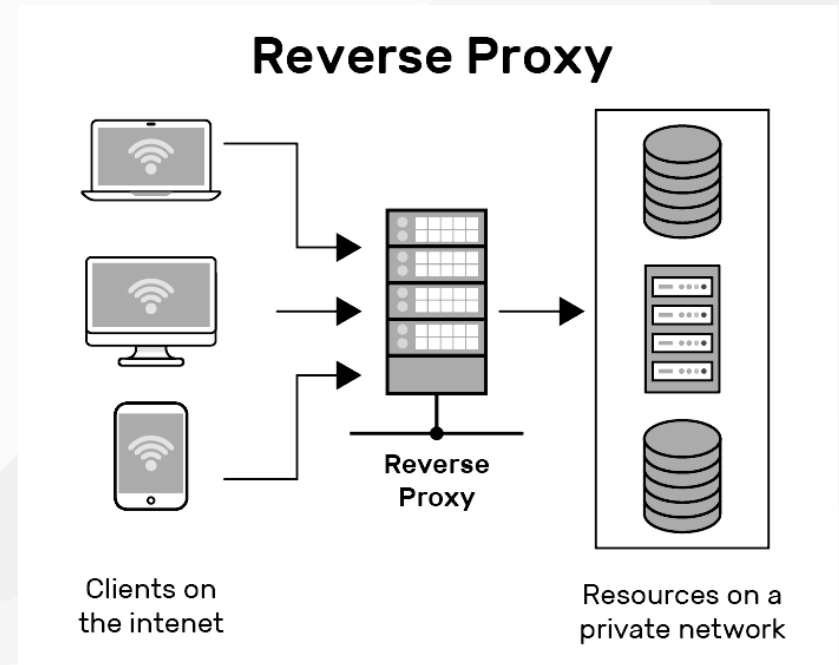 Reverse Proxy
Reverse
Proxy
Clients on
the intenet
Resources on a
private network